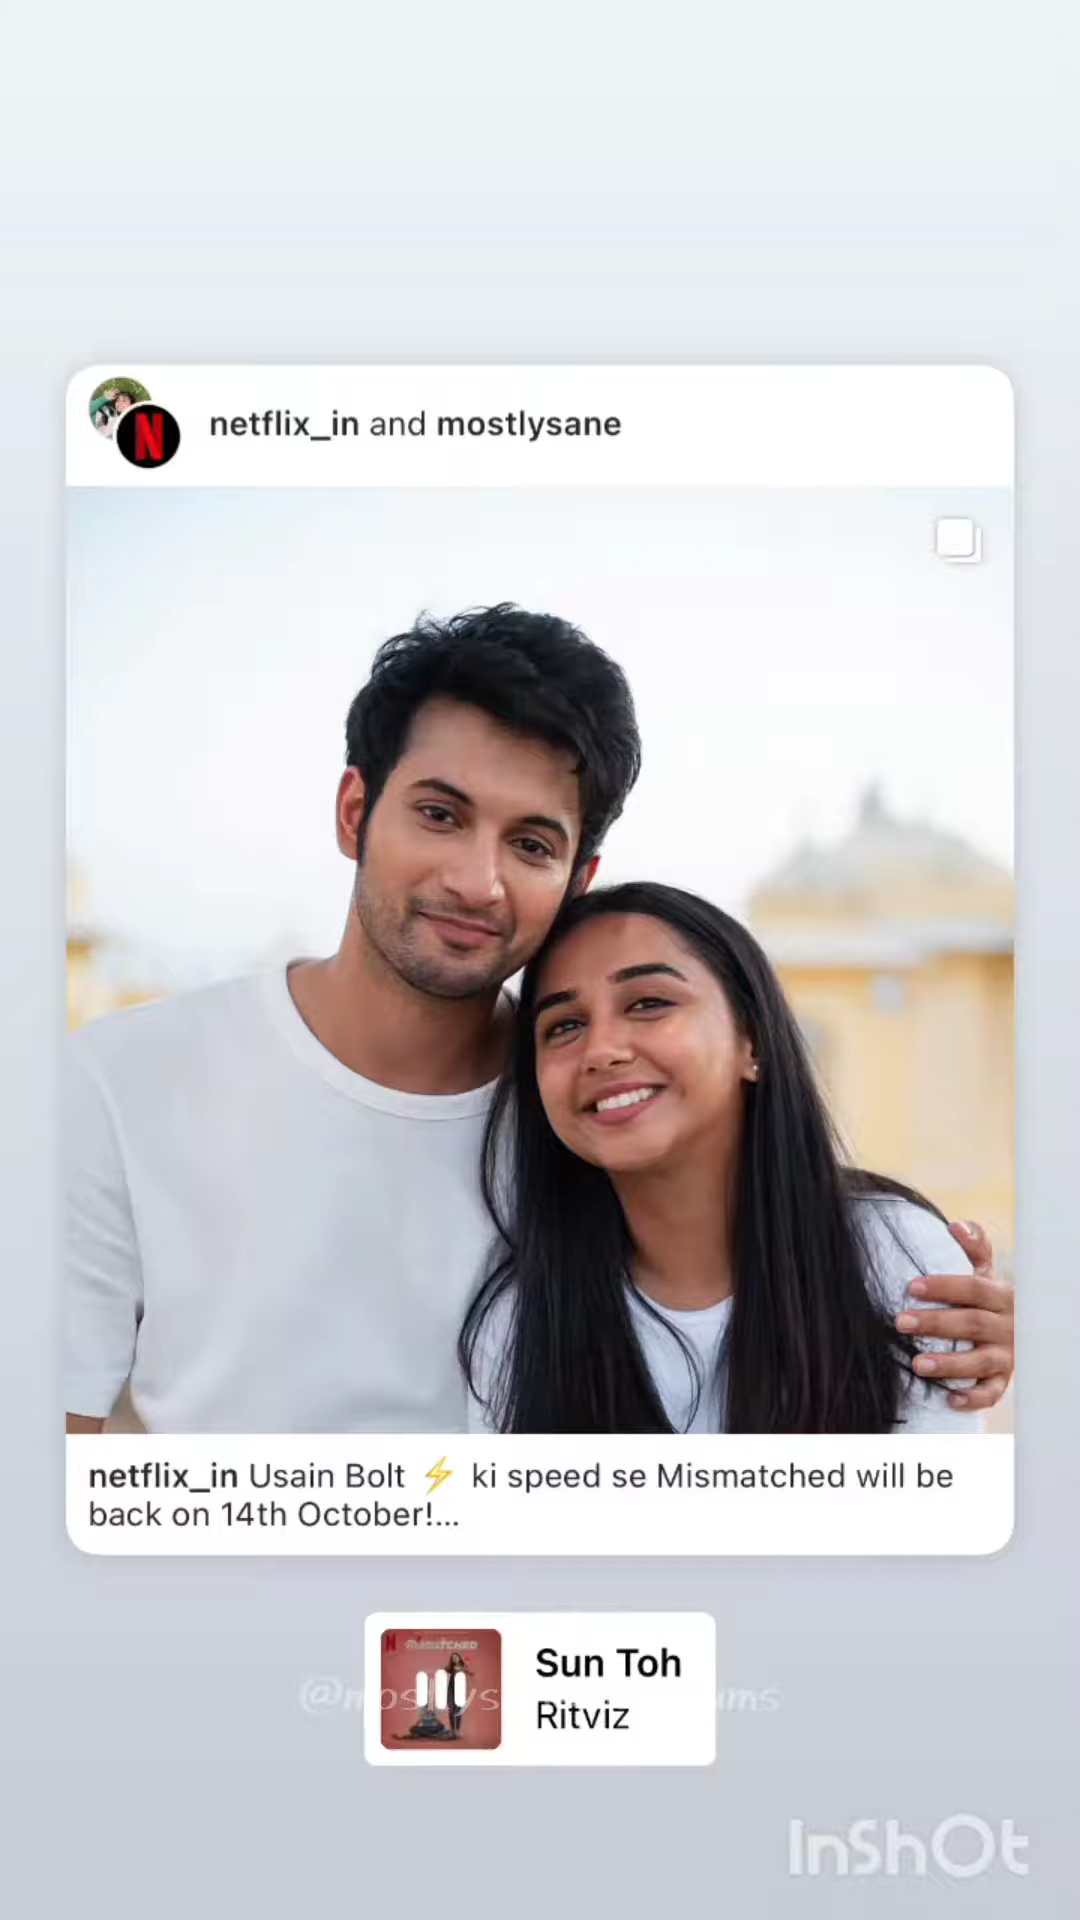 netflix_in and mostlysane
netflix_in Usain Bolt ⚡ ki speed se Mismatched will be
back on 14th October!...
MISMATCHED
Sun Toh
Ritviz
InShOt